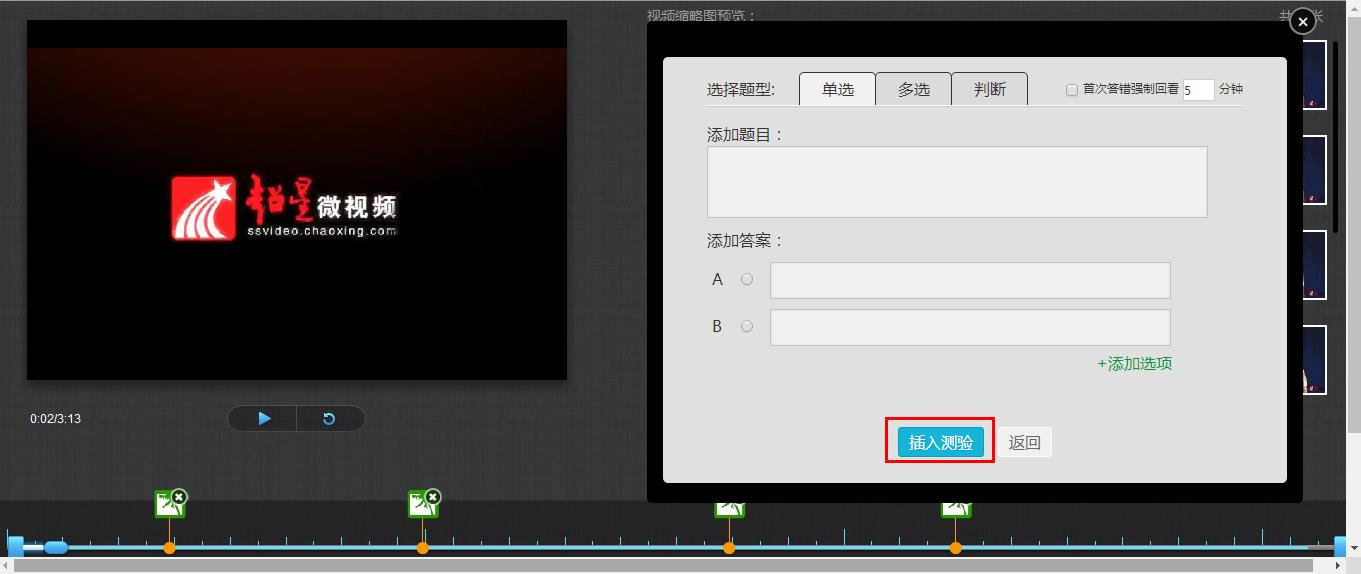 视频缩略图预览：
超星微视频
ssvideo.chaoxing.com
0:02/3:13
选择题型:
单选
多选
判断
首次答错强制回看 5 分钟
添加题目：
添加答案：
A
B
+添加选项
插入测验
返回